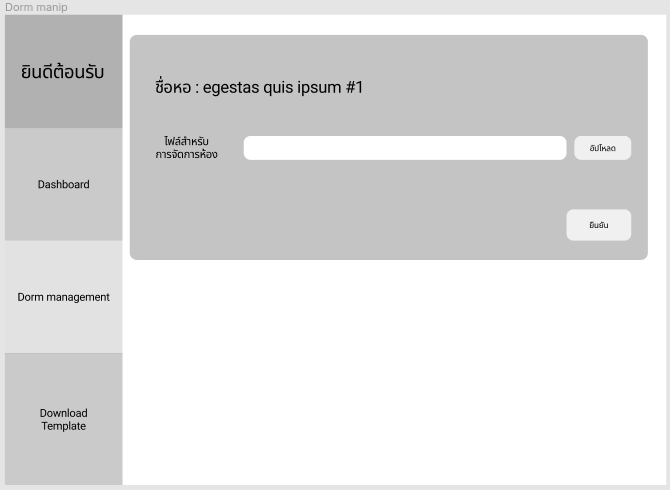 Dorm manip
ยินดีต้อนรับ
Dashboard
Dorm management
Download
Template
ชื่อหอ : egestas quis ipsum #1
ไฟล์สำหรับ
การจัดการห้อง
อัปโหลด
ยืนยัน